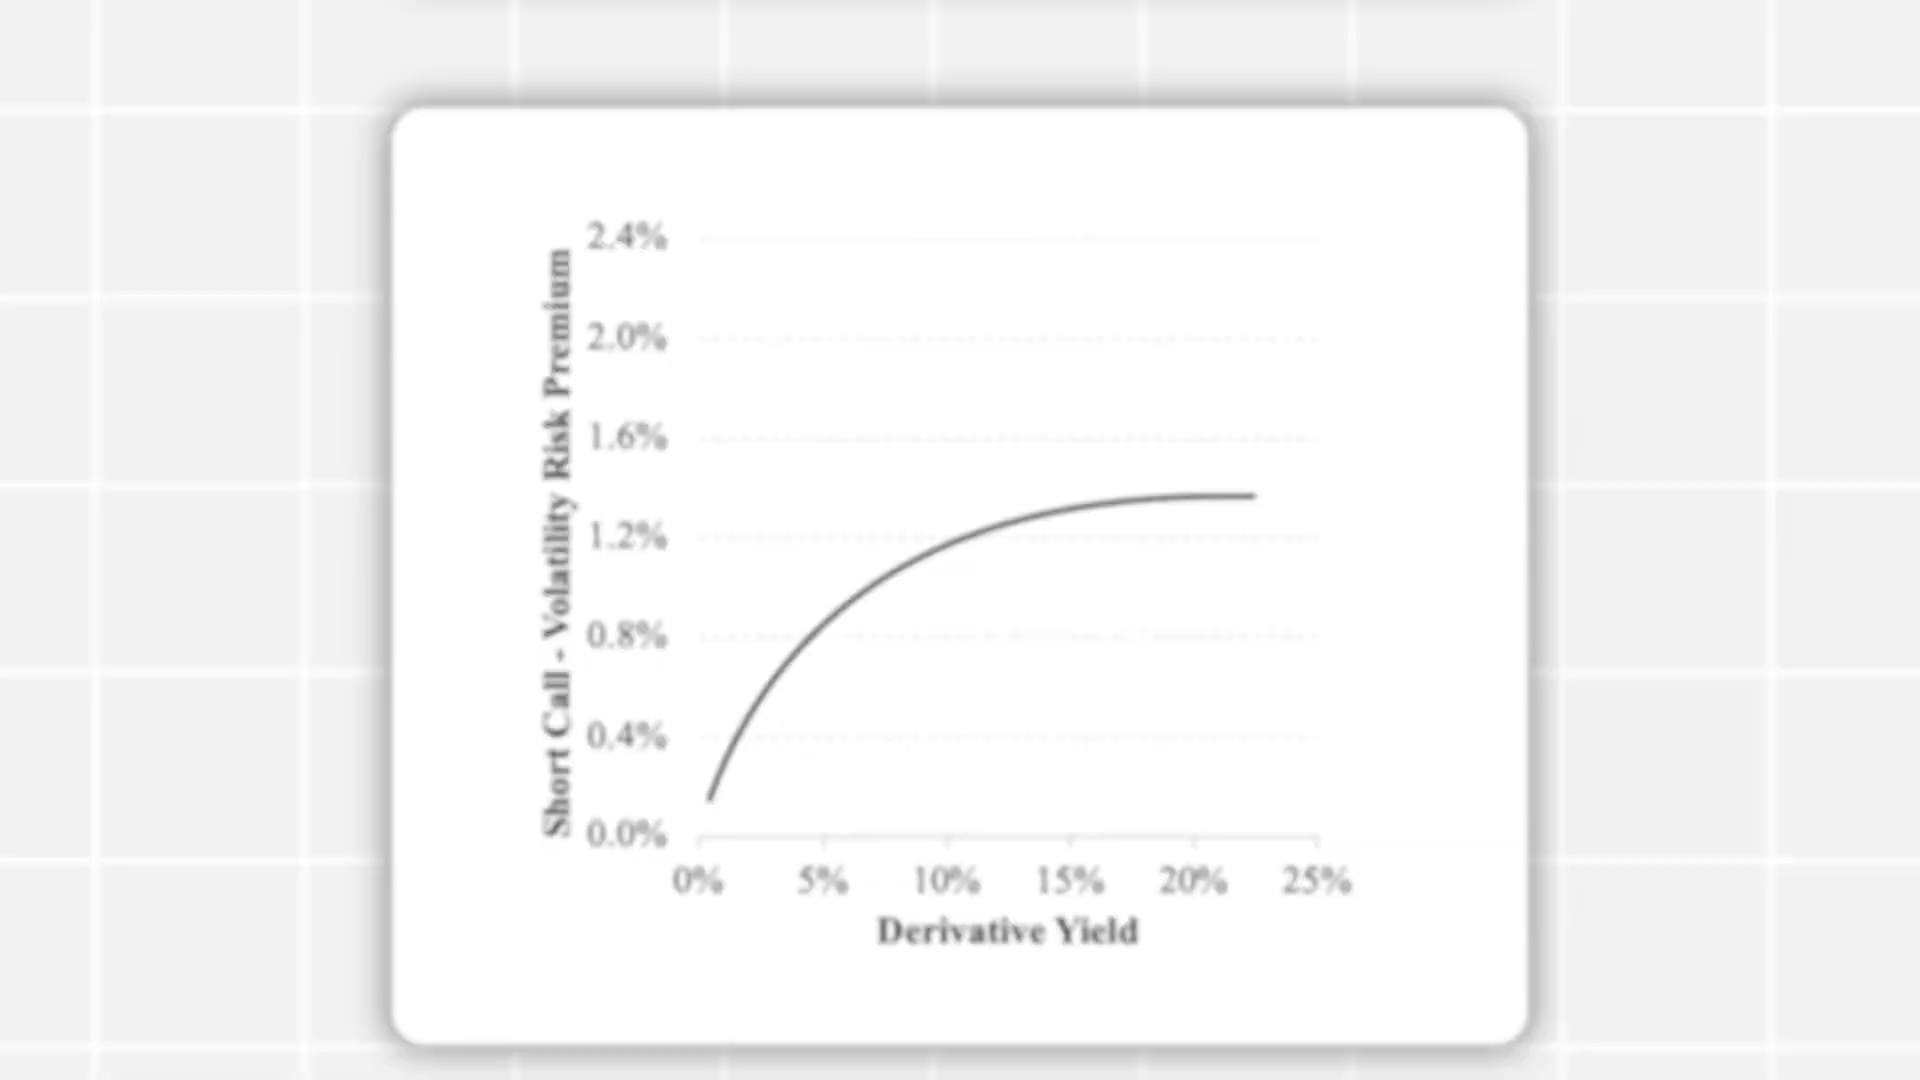 Short Call - Volatility Risk Premium
2.4%
2.0%
1.6%
1.2%
0.8%
0.4%
0.0%
0% 5% 10% 15% 20% 25%
Derivative Yield